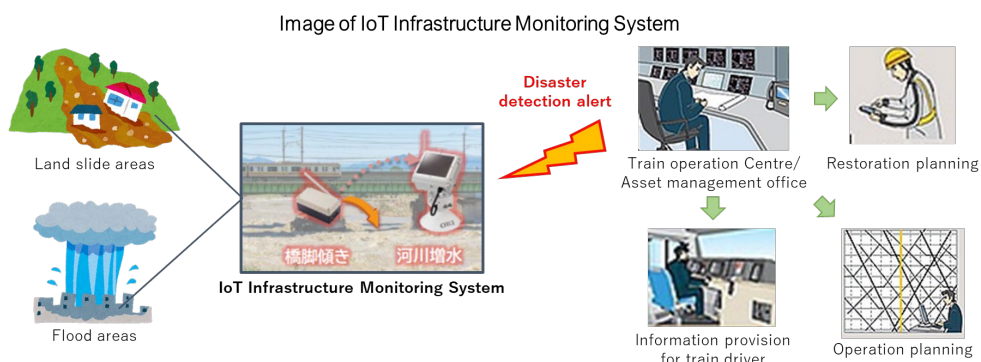 Image of IoT Infrastructure Monitoring System
Land slide areas
Flood areas
橋脚傾き
河川増水
IoT Infrastructure Monitoring System
Disaster
detection alert
Train operation Centre/
Asset management office
Restoration planning
Information provision
for train driver
Operation planning